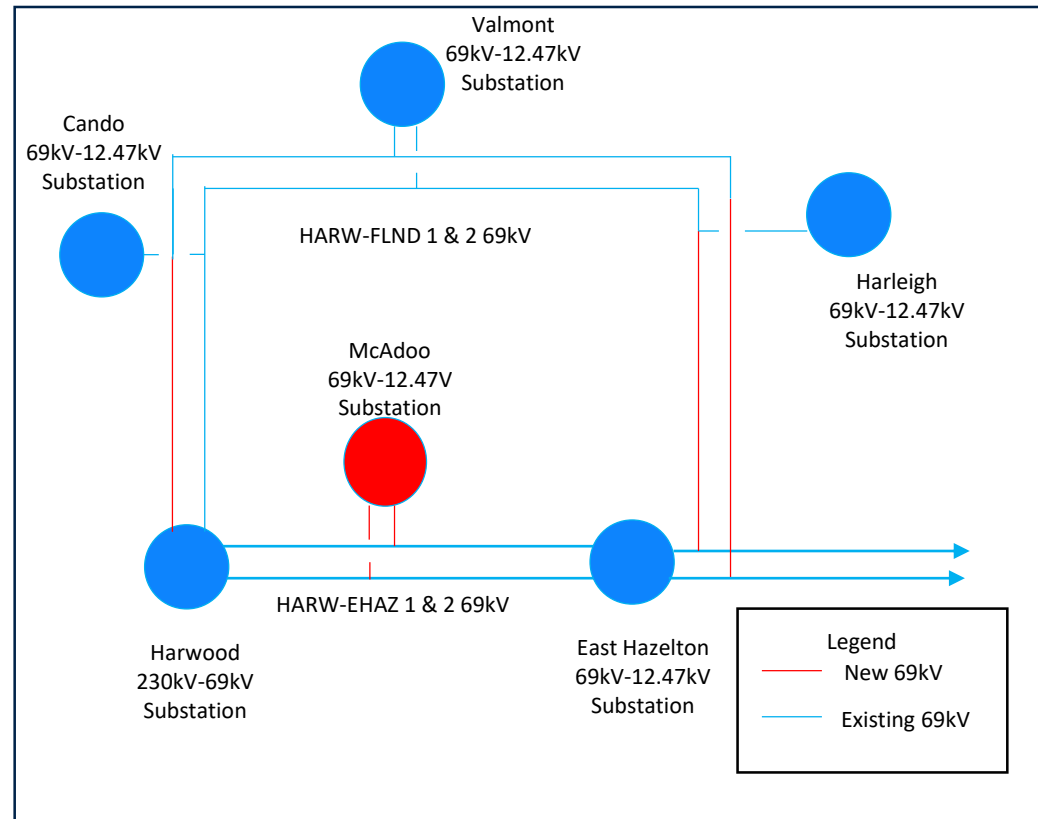 Valmont
69kV-12.47kV
Substation
Cando
69kV-12.47kV
Substation
HARW-FLND 1 & 2 69kV
Harleigh
69kV-12.47kV
Substation
McAdoo
69kV-12.47V
Substation
HARW-EHAZ 1 & 2 69kV
Harwood
230kV-69kV
Substation
East Hazelton
69kV-12.47kV
Substation
Legend
New 69kV
Existing 69kV